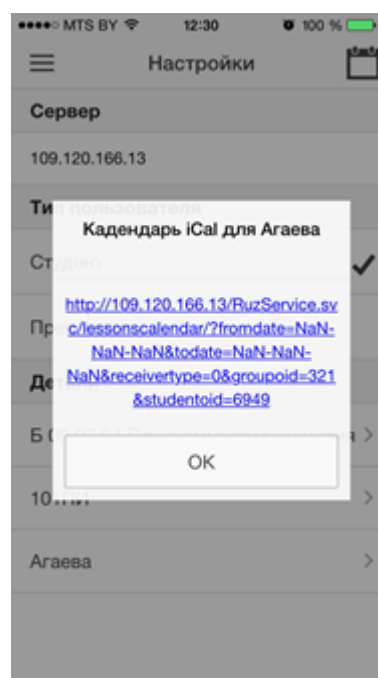 MTS BY 12:30 100 %
Настройки
Сервер
109.120.166.13
Тип пользователя
Кадендарь iCal для Агаева
Студент
http://109.120.166.13/RuzService.sv
c/lessonscalendar/?fromdate=NaN-
NaN-NaN&todate=NaN-NaN-
NaN&receivertype=0&groupoid=321
&studentoid=6949
OK
Агаева